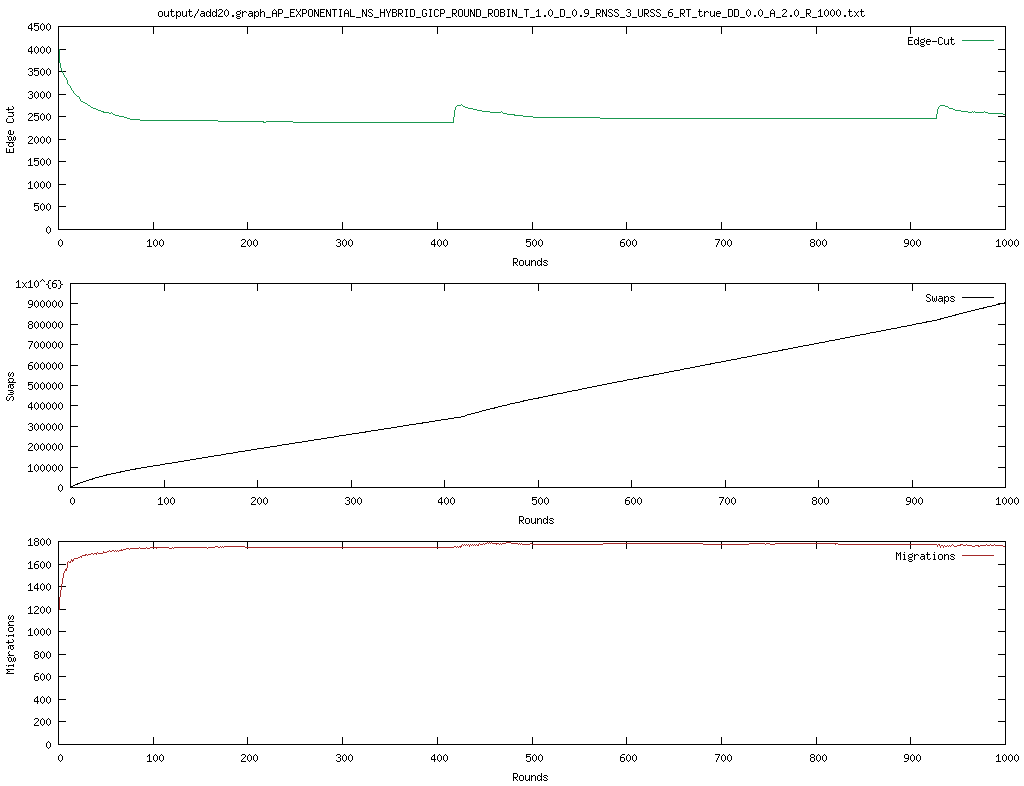 output/add20.graph_AP_EXPONENTIAL_NS_HYBRID_GICP_ROUND_ROBIN_T_1.0_D_0.9_RNSS_3_URSS_6_RT_true_DD_0.0_A_2.0_R_1000.txt
Edge-Cut
4500
4000
3500
3000
2500
2000
1500
1000
500
0
Edge Cut
0 100 200 300 400 500 600 700 800 900 1000
Rounds
Swaps
1x10^{6}
900000
800000
700000
600000
500000
400000
300000
200000
100000
0
Swaps
0 100 200 300 400 500 600 700 800 900 1000
Rounds
Migrations
1800
1600
1400
1200
1000
800
600
400
200
0
Migrations
0 100 200 300 400 500 600 700 800 900 1000
Rounds